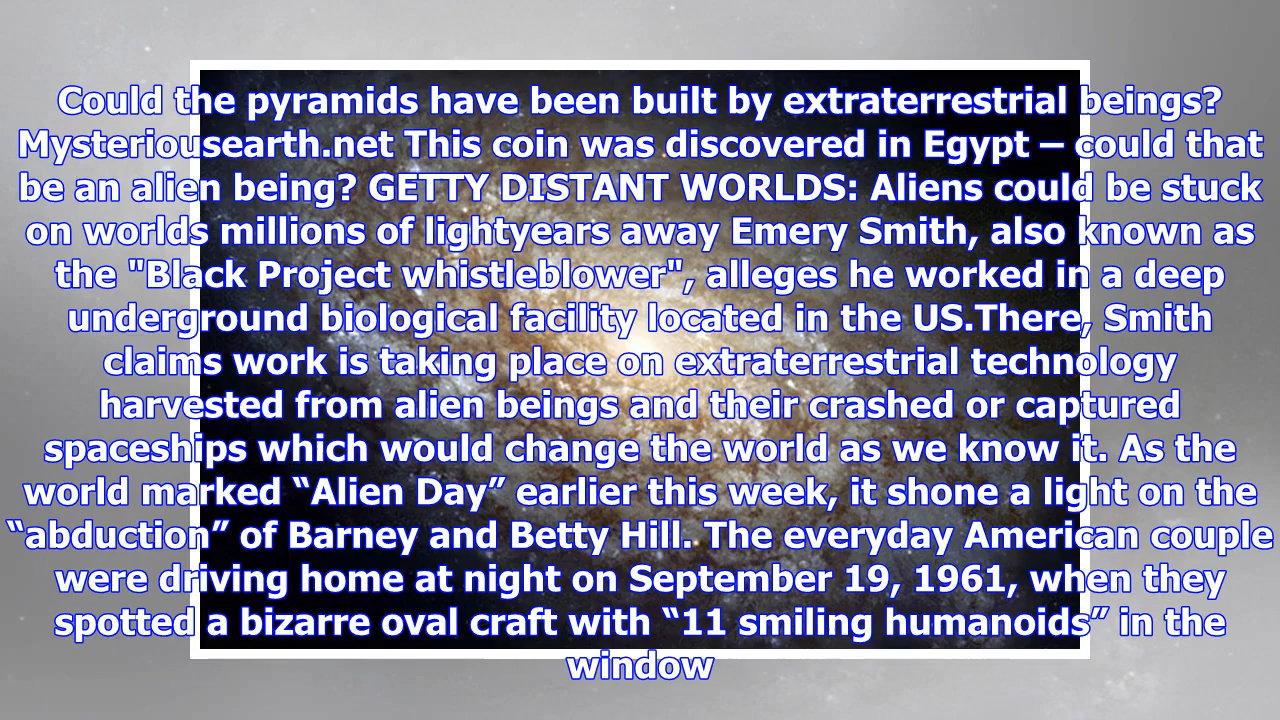 Could the pyramids have been built by extraterrestrial beings?
Mysteriousearth.net This coin was discovered in Egypt – could that
be an alien being? GETTY DISTANT WORLDS: Aliens could be stuck
on worlds millions of lightyears away Emery Smith, also known as
the "Black Project whistleblower", alleges he worked in a deep
underground biological facility located in the US.There, Smith
claims work is taking place on extraterrestrial technology
harvested from alien beings and their crashed or captured
spaceships which would change the world as we know it. As the
world marked “Alien Day” earlier this week, it shone a light on the
“abduction” of Barney and Betty Hill. The everyday American couple
were driving home at night on September 19, 1961, when they
spotted a bizarre oval craft with “11 smiling humanoids” in the
window